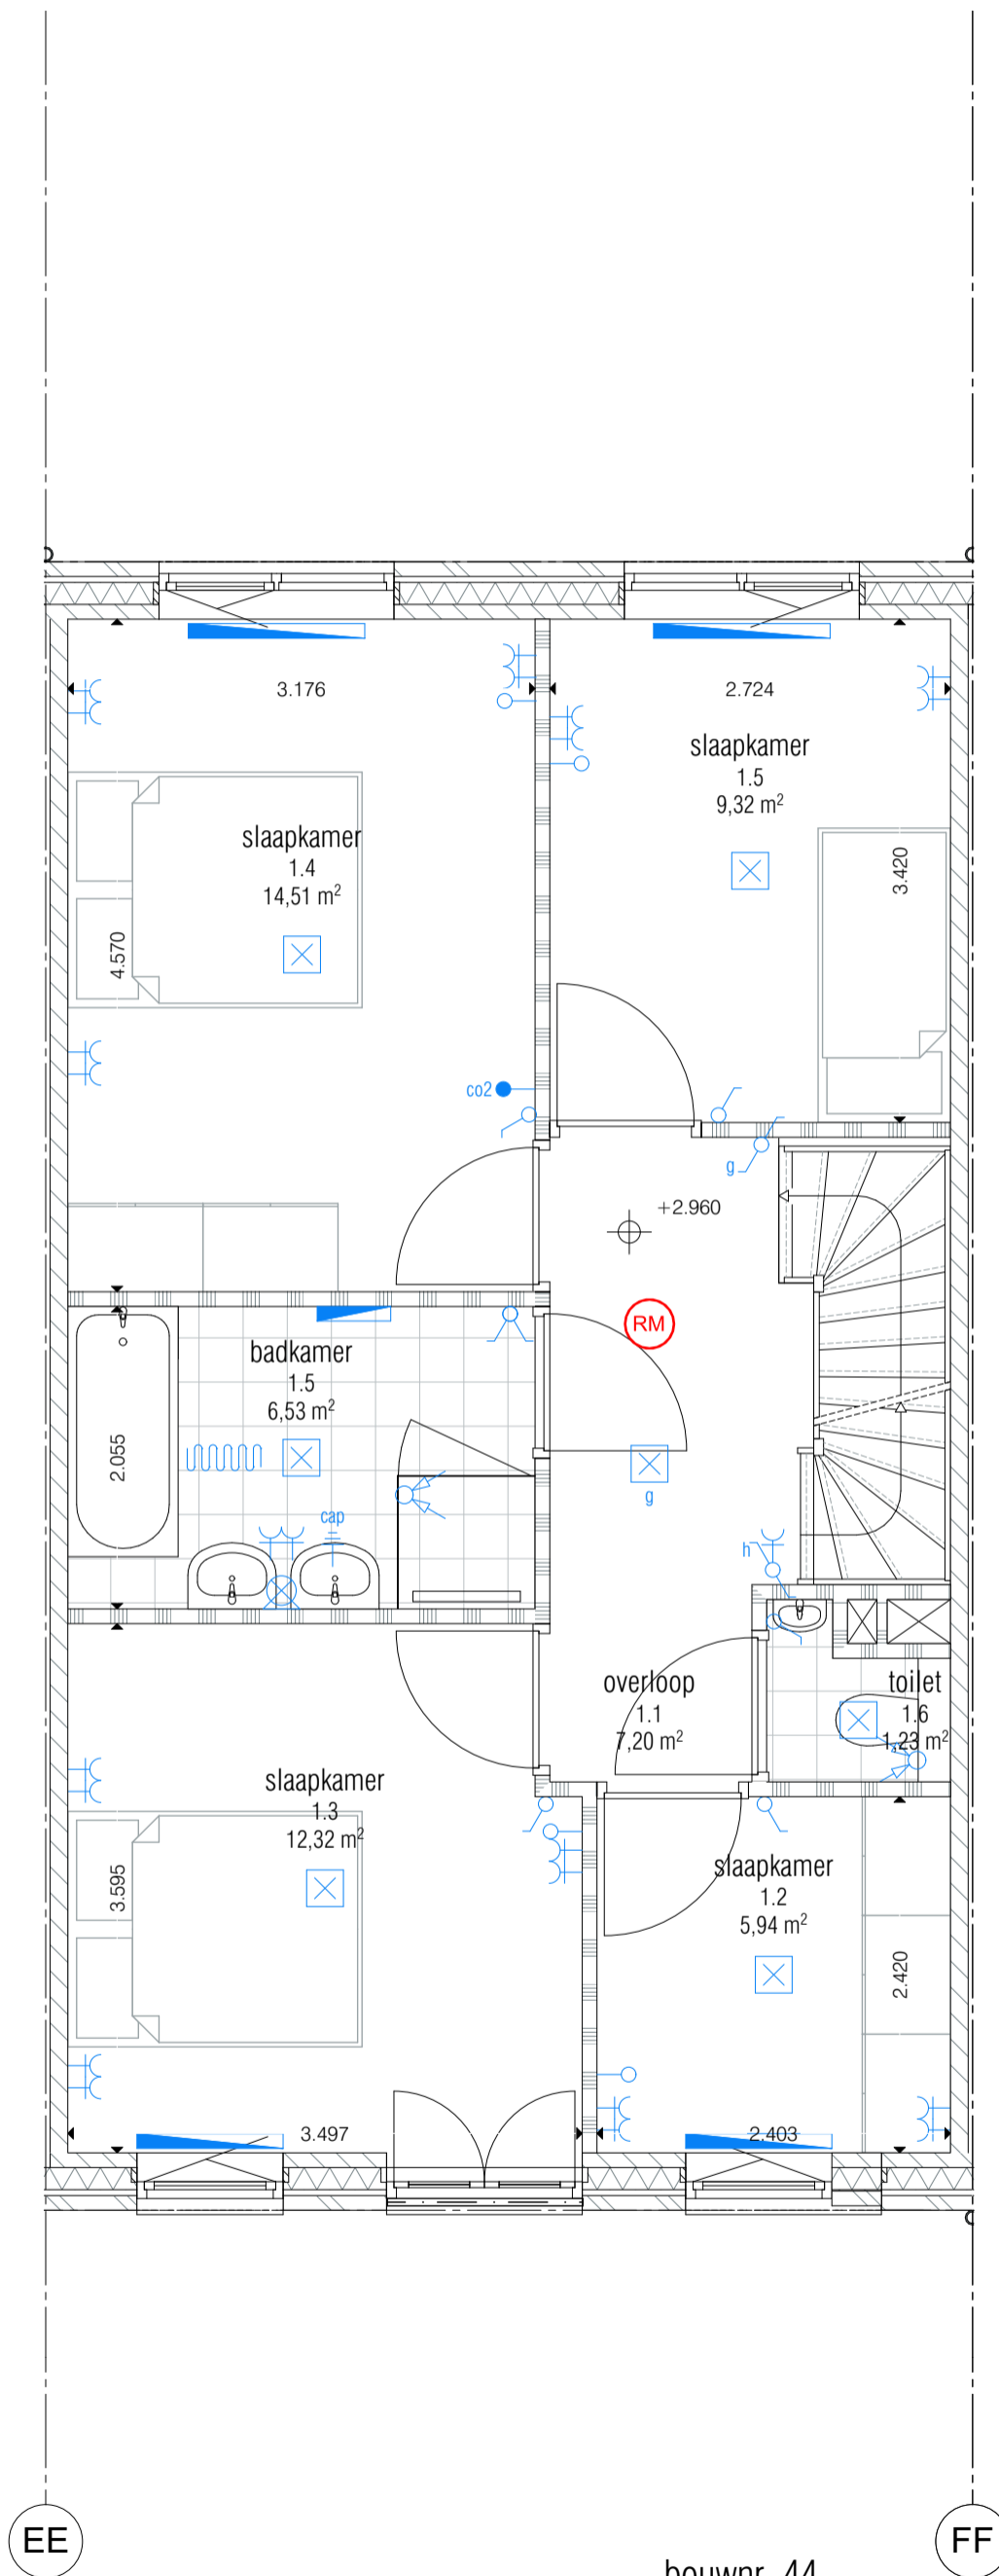 3.176
2.724
slaapkamer
1.5
9,32 m²
slaapkamer
1.4
14,51 m²
3.420
4.570
co2
g
+2.960
RM
badkamer
1.5
6,53 m²
2.055
cap
g
h
overloop
1.1
7,20 m²
toilet
1.6
1,23 m²
slaapkamer
1.3
12,32 m²
3.595
slaapkamer
1.2
5,94 m²
2.420
3.497
2.403
EE
FF
bouwnr. 44